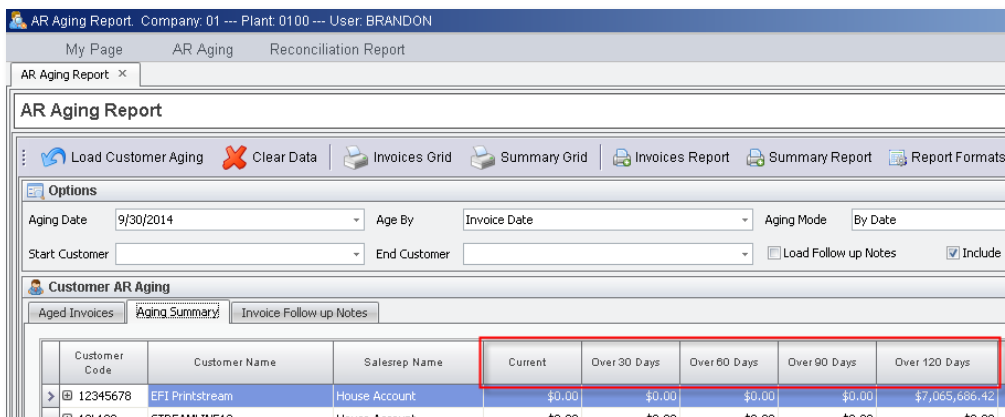 AR Aging Report. Company: 01 --- Plant: 0100 --- User: BRANDON
My Page AR Aging Reconciliation Report
AR Aging Report ×
AR Aging Report
Load Customer Aging Clear Data Invoices Grid Summary Grid Invoices Report Summary Report Report Formats
Options
Aging Date 9/30/2014 Age By Invoice Date Aging Mode By Date
Start Customer End Customer Load Follow up Notes Include
Customer AR Aging
Aged Invoices Aging Summary Invoice Follow up Notes
Customer Code Customer Name Salesrep Name Current Over 30 Days Over 60 Days Over 90 Days Over 120 Days
12345678 EFI Printstream House Account $0.00 $0.00 $0.00 $0.00 $7,065,686.42